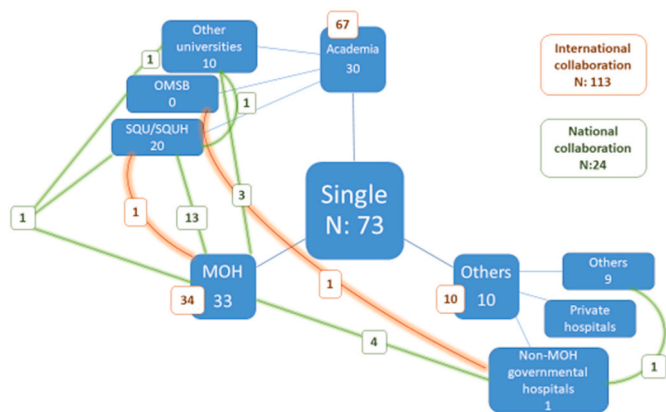 67
Other
universities
10
Academia
30
International
collaboration
N: 113
1
OMSB
0
1
SQU/SQUH
20
National
collaboration
N:24
Single
N: 73
1
1
13
3
MOH
33
34
1
Others
10
10
Others
9
Private
hospitals
4
Non-MOH
governmental
hospitals
1
1